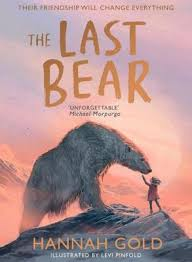 THEIR FRIENDSHIP WILL CHANGE EVERYTHING
THE LAST
BEAR
'UNFORGETTABLE'
Michael Morpurgo
HANNAH GOLD
ILLUSTRATED BY LEVI PINFOLD